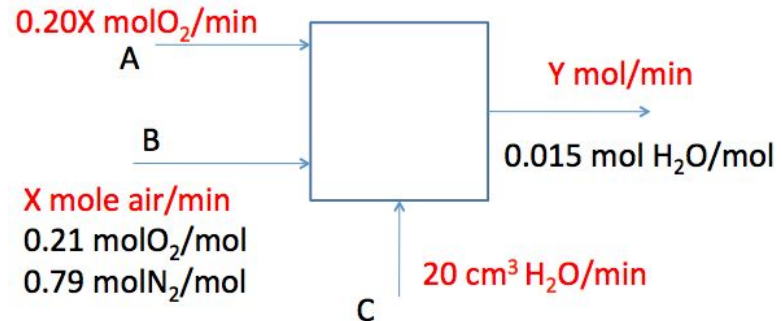 0.20X molO₂/min
A
B
X mole air/min
0.21 molO₂/mol
0.79 molN₂/mol
Y mol/min
0.015 mol H₂O/mol
20 cm³ H₂O/min
C